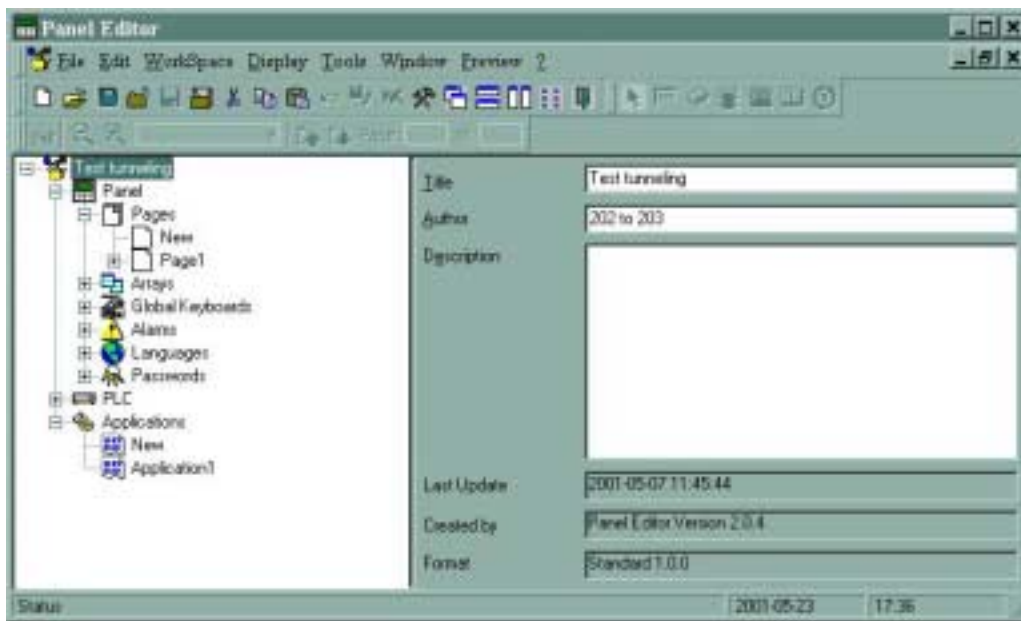 Panel Editor
File Edit WorkSpace Display Tools Window Preview ?
Test tunneling
Panel
Pages
New
Page1
Arrays
Global Keyboards
Alarms
Languages
Passwords
PLC
Applications
New
Application1
Title
Test tunneling
Author
202 to 203
Description
Last Update
2001-05-07 11:45:44
Created by
Panel Editor Version 2.0.4
Format
Standard 1.0.0
Status
2001-05-23
17:36